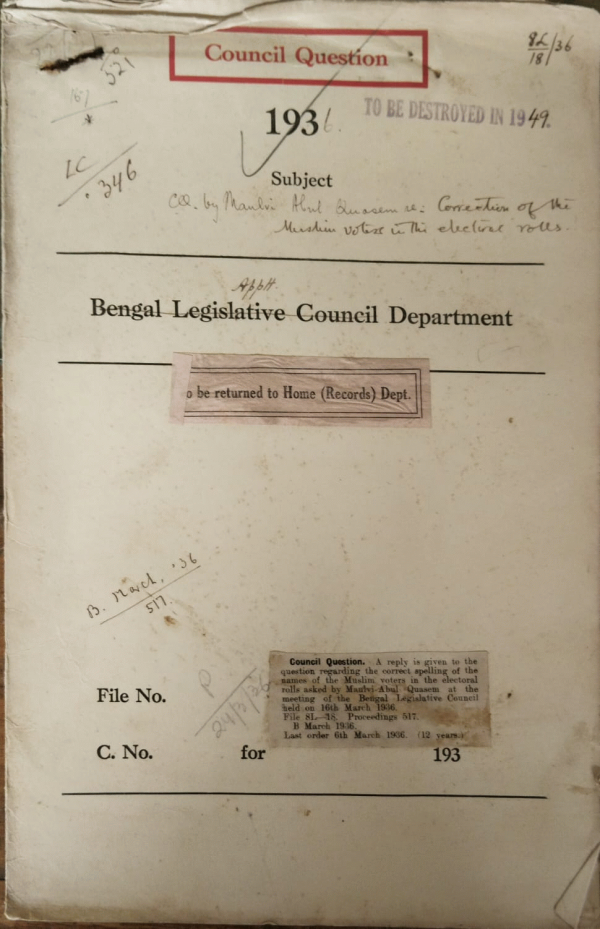 521
8L/18/36
Council Question
1936.
TO BE DESTROYED IN 1949.
LC
.346
Subject
CQ. by Maulvi Abul Quasem re: Correction of the
Muslim voters in the electoral rolls.
Apptt
Bengal Legislative Council Department
o be returned to Home (Records) Dept.
B. March, '36
517.
Council Question. A reply is given to the
question regarding the correct spelling of the
names of the Muslim voters in the electoral
rolls asked by Maulvi Abul Quasem at the
meeting of the Bengal Legislative Council
held on 16th March 1936.
File 8L—18. Proceedings 517.
B March 1936.
Last order 6th March 1936. (12 years.)
P
24/3/36
File No.
C. No. for 193